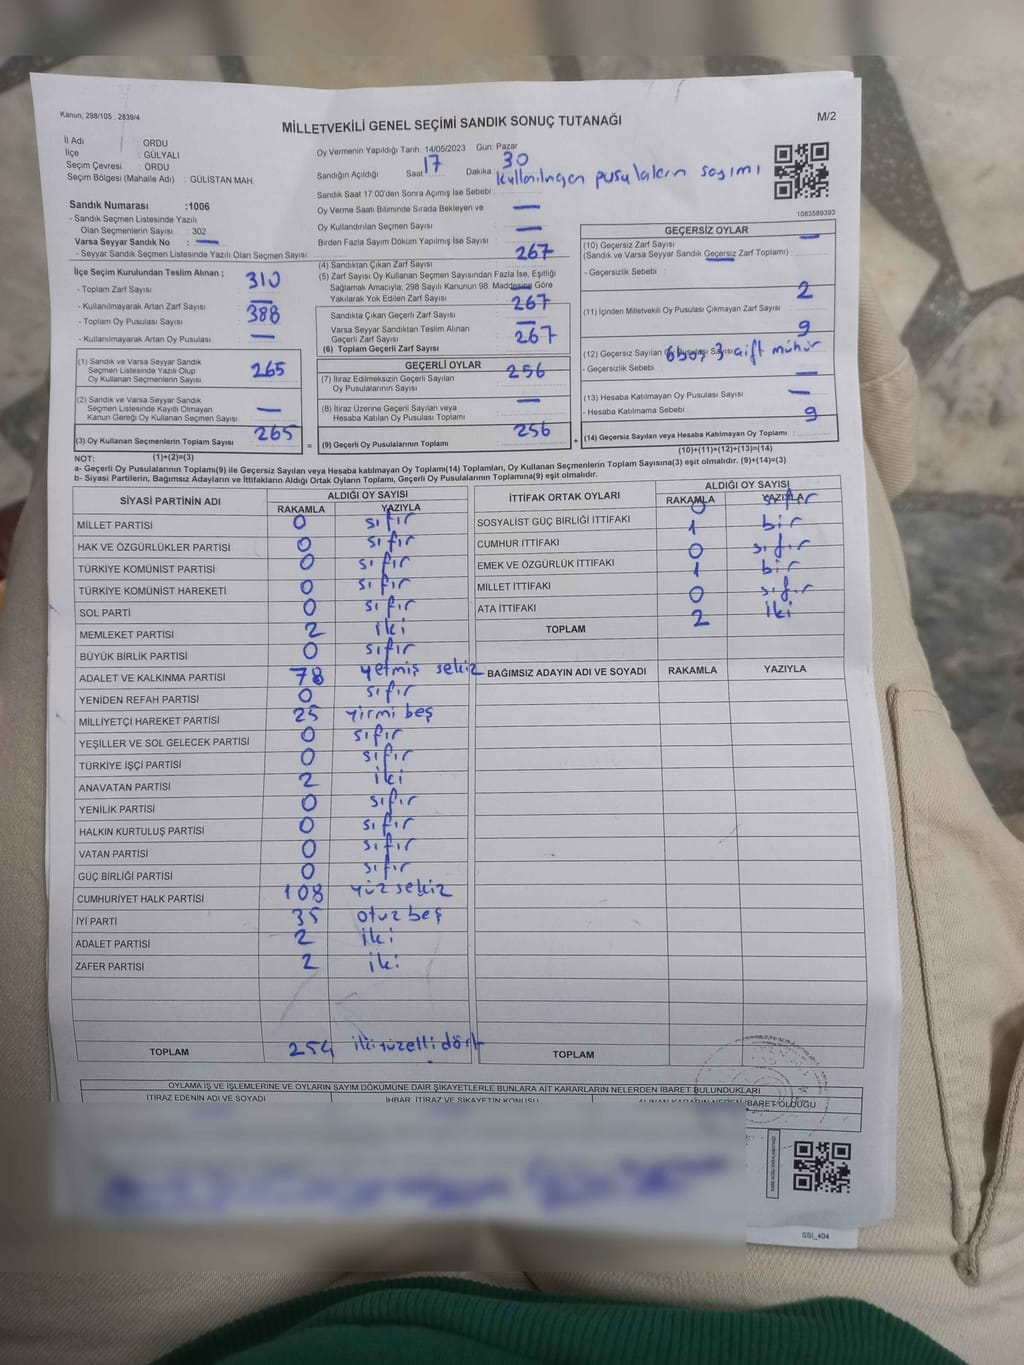 Kanun; 298/105 , 2839/4
MİLLETVEKİLİ GENEL SEÇİMİ SANDIK SONUÇ TUTANAĞI
M/2
İl Adı ORDU
İlçe : GÜLYALI
Seçim Çevresi : ORDU
Seçim Bölgesi (Mahalle Adı) : GÜLİSTAN MAH.
Oy Vermenin Yapıldığı Tarih :14/05/2023 Gün: Pazar
Sandığın Açıldığı Saat 17 Dakika 30
Sandık Saat 17:00'den Sonra Açımış İse Sebebi : kullanılmayan pusulaların sayımı
Oy Verme Saati Bitiminde Sırada Bekleyen ve —
Oy Kullandırılan Seçmen Sayısı —
Birden Fazla Sayım Döküm Yapılmış İse Sayısı
1083589393
Sandık Numarası :1006
- Sandık Seçmen Listesinde Yazılı
Olan Seçmenlerin Sayısı : 302
Varsa Seyyar Sandık No : —
- Seyyar Sandık Seçmen Listesinde Yazılı Olan Seçmen Sayısı :
İlçe Seçim Kurulundan Teslim Alınan ;
- Toplam Zarf Sayısı : 310
- Kullanılmayarak Artan Zarf Sayısı : —
- Toplam Oy Pusulası Sayısı : 388
- Kullanılmayarak Artan Oy Pusulası : —
(1) Sandık ve Varsa Seyyar Sandık
Seçmen Listesinde Yazılı Olup
Oy Kullanan Seçmenlerin Sayısı 265
(2) Sandık ve Varsa Seyyar Sandık
Seçmen Listesinde Kayıtlı Olmayan
Kanun Gereği Oy Kullanan Seçmen Sayısı —
(3) Oy Kullanan Seçmenlerin Toplam Sayısı 265
(1)+(2)=(3)
(4) Sandıktan Çıkan Zarf Sayısı 267
(5) Zarf Sayısı Oy Kullanan Seçmen Sayısından Fazla İse, Eşitliği
Sağlamak Amacıyla; 298 Sayılı Kanunun 98. Maddesine Göre
Yakılarak Yok Edilen Zarf Sayısı —
Sandıkta Çıkan Geçerli Zarf Sayısı 267
Varsa Seyyar Sandıktan Teslim Alınan
Geçerli Zarf Sayısı —
(6) Toplam Geçerli Zarf Sayısı 267
GEÇERLİ OYLAR
(7) İtiraz Edilmeksizin Geçerli Sayılan
Oy Pusulalarının Sayısı 256
(8) İtiraz Üzerine Geçerli Sayılan veya
Hesaba Katılan Oy Pusulası Toplamı —
= (9) Geçerli Oy Pusulalarının Toplamı 256
GEÇERSİZ OYLAR
(10) Geçersiz Zarf Sayısı —
(Sandık ve Varsa Seyyar Sandık Geçersiz Zarf Toplamı) :
- Geçersizlik Sebebi : —
(11) İçinden Milletvekili Oy Pusulası Çıkmayan Zarf Sayısı 2
(12) Geçersiz Sayılan Oy Pusulası Sayısı 9
- Geçersizlik Sebebi : 3 çift mühür
(13) Hesaba Katılmayan Oy Pusulası Sayısı —
- Hesaba Katılmama Sebebi : —
+ (14) Geçersiz Sayılan veya Hesaba Katılmayan Oy Toplamı 9
(10)+(11)+(12)+(13)=(14)
NOT:
a- Geçerli Oy Pusulaları Toplamı(9) ile Geçersiz Sayılan veya Hesaba katılmayan Oy Toplamı(14) Toplamları, Oy Kullanan Seçmenlerin Toplam Sayısına(3) eşit olmalıdır. (9)+(14)=(3)
b- Siyasi Partilerin, Bağımsız Adayların ve İttifakların Aldığı Ortak Oyların Toplamı, Geçerli Oy Pusulalarının Toplamına(9) eşit olmalıdır.
SİYASİ PARTİNİN ADI ALDIĞI OY SAYISI
RAKAMLA YAZIYLA
MİLLET PARTİSİ 0 sıfır
HAK VE ÖZGÜRLÜKLER PARTİSİ 0 sıfır
TÜRKİYE KOMÜNİST PARTİSİ 0 sıfır
TÜRKİYE KOMÜNİST HAREKETİ 0 sıfır
SOL PARTİ 0 sıfır
MEMLEKET PARTİSİ 2 iki
BÜYÜK BİRLİK PARTİSİ 0 sıfır
ADALET VE KALKINMA PARTİSİ 78 yetmiş sekiz
YENİDEN REFAH PARTİSİ 0 sıfır
MİLLİYETÇİ HAREKET PARTİSİ 25 yirmi beş
YEŞİLLER VE SOL GELECEK PARTİSİ 0 sıfır
TÜRKİYE İŞÇİ PARTİSİ 0 sıfır
ANAVATAN PARTİSİ 2 iki
YENİLİK PARTİSİ 0 sıfır
HALKIN KURTULUŞ PARTİSİ 0 sıfır
VATAN PARTİSİ 0 sıfır
GÜÇ BİRLİĞİ PARTİSİ 0 sıfır
CUMHURİYET HALK PARTİSİ 108 yüz sekiz
İYİ PARTİ 35 otuz beş
ADALET PARTİSİ 2 iki
ZAFER PARTİSİ 2 iki
TOPLAM 254 ikiyüzelli dört
İTTİFAK ORTAK OYLARI ALDIĞI OY SAYISI
RAKAMLA YAZIYLA
SOSYALİST GÜÇ BİRLİĞİ İTTİFAKI 0 sıfır
CUMHUR İTTİFAKI 1 bir
EMEK VE ÖZGÜRLÜK İTTİFAKI 0 sıfır
MİLLET İTTİFAKI 1 bir
ATA İTTİFAKI 0 sıfır
TOPLAM 2 iki
BAĞIMSIZ ADAYIN ADI VE SOYADI RAKAMLA YAZIYLA
TOPLAM
OYLAMA İŞ VE İŞLEMLERİNE VE OYLARIN SAYIM DÖKÜMÜNE DAİR ŞİKAYETLERLE BUNLARA AİT KARARLARIN NELERDEN İBARET BULUNDUKLARI
İTİRAZ EDENİN ADI VE SOYADI İHBAR, İTİRAZ VE ŞİKAYETİN KONUSU ALINAN KARARIN NEDEN İBARET OLDUĞU
SSI_404